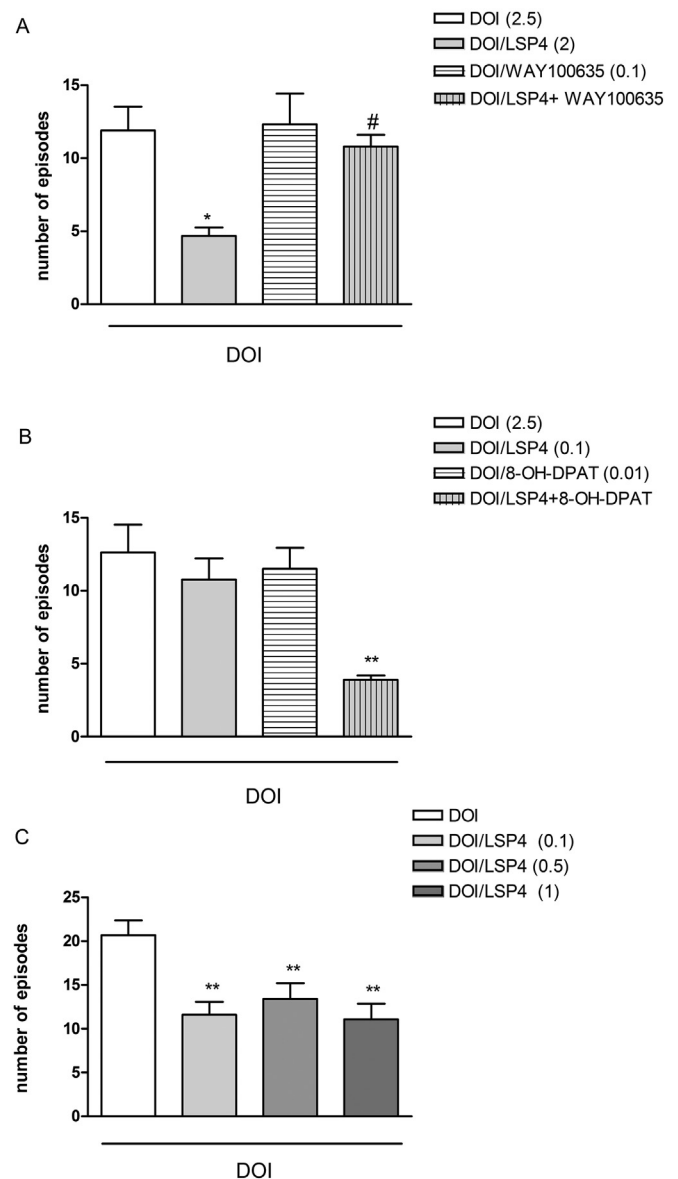 A
DOI (2.5)
DOI/LSP4 (2)
DOI/WAY100635 (0.1)
DOI/LSP4+ WAY100635
number of episodes
15
10
5
0
*
#
DOI
B
DOI (2.5)
DOI/LSP4 (0.1)
DOI/8-OH-DPAT (0.01)
DOI/LSP4+8-OH-DPAT
number of episodes
15
10
5
0
**
DOI
C
DOI
DOI/LSP4 (0.1)
DOI/LSP4 (0.5)
DOI/LSP4 (1)
number of episodes
25
20
15
10
5
0
**
**
**
DOI